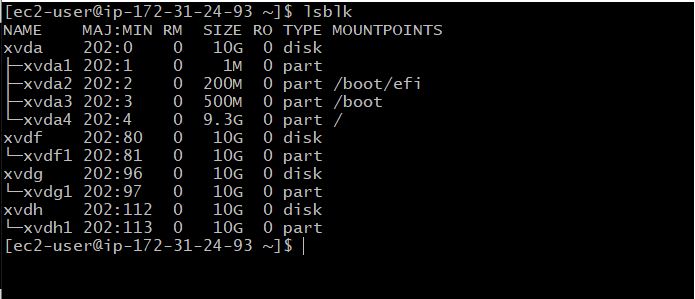 [ec2-user@ip-172-31-24-93 ~]$ lsblk
NAME    MAJ:MIN RM  SIZE RO TYPE MOUNTPOINTS
xvda    202:0    0   10G  0 disk
├─xvda1 202:1    0    1M  0 part
├─xvda2 202:2    0  200M  0 part /boot/efi
├─xvda3 202:3    0  500M  0 part /boot
└─xvda4 202:4    0  9.3G  0 part /
xvdf    202:80   0   10G  0 disk
└─xvdf1 202:81   0   10G  0 part
xvdg    202:96   0   10G  0 disk
└─xvdg1 202:97   0   10G  0 part
xvdh    202:112  0   10G  0 disk
└─xvdh1 202:113  0   10G  0 part
[ec2-user@ip-172-31-24-93 ~]$